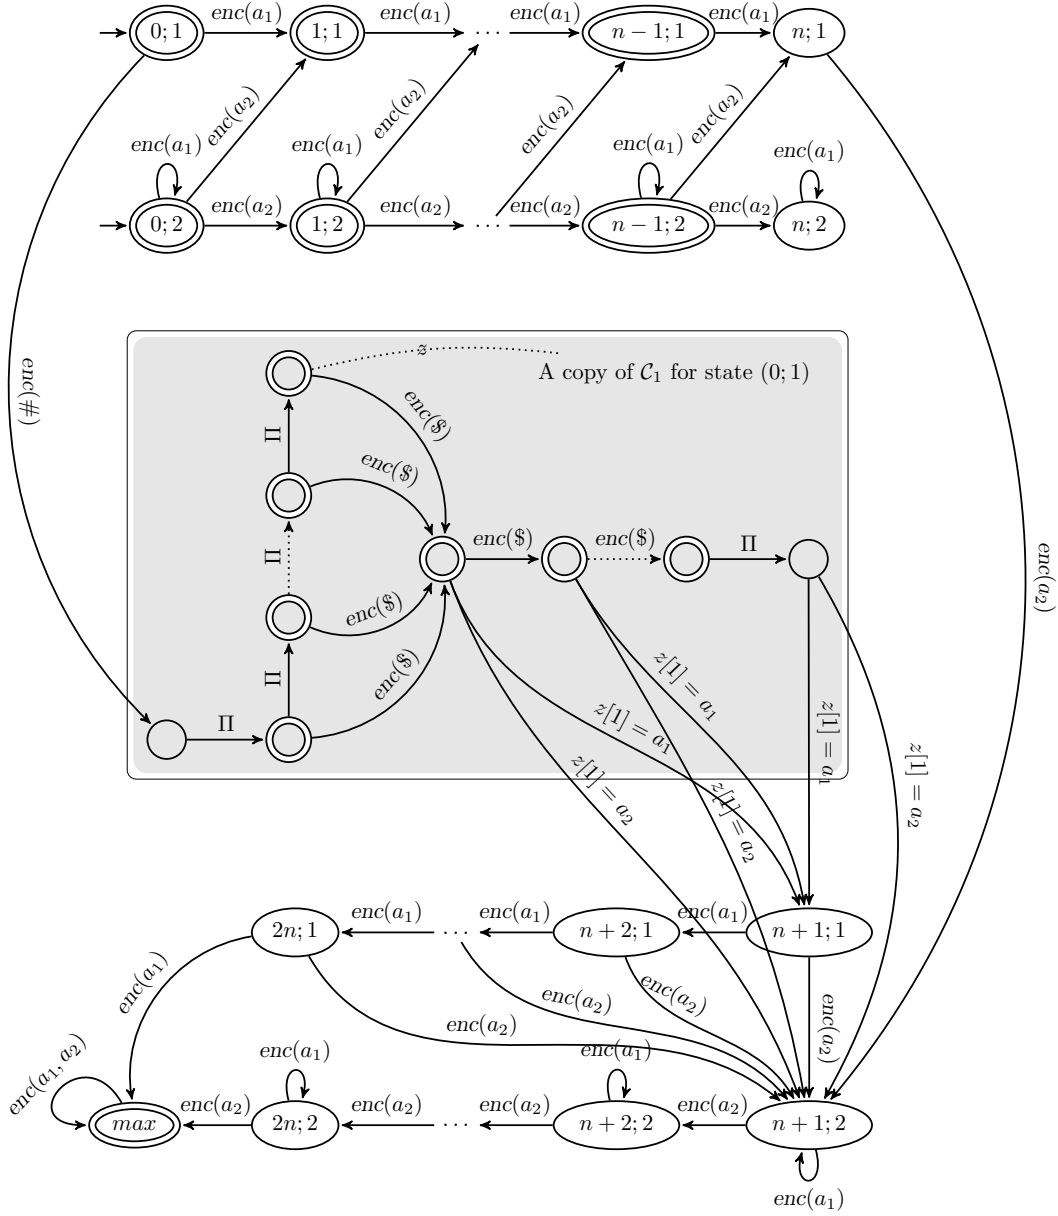 enc(a₁) enc(a₁) enc(a₁) enc(a₁)
0; 1 1; 1 ··· n − 1; 1 n; 1
enc(a₂) enc(a₂) enc(a₂) enc(a₂)
enc(a₁) enc(a₁) enc(a₁) enc(a₁)
enc(a₂) enc(a₂) enc(a₂) enc(a₂)
0; 2 1; 2 ··· n − 1; 2 n; 2
z
A copy of 𝒞₁ for state (0; 1)
enc(#)
enc($)
Π
enc($)
Π
enc($) enc($) Π
enc(a₂)
enc($)
Π
enc($)
Π
z[1] = a₁
z[1] = a₁
z[1] = a₁
z[1] = a₂
z[1] = a₂
z[1] = a₂
enc(a₁) enc(a₁) enc(a₁)
2n; 1 ··· n + 2; 1 n + 1; 1
enc(a₁)
enc(a₂) enc(a₂)
enc(a₂)
enc(a₂)
enc(a₁, a₂)
enc(a₁) enc(a₁)
enc(a₂) enc(a₂) enc(a₂) enc(a₂)
max 2n; 2 ··· n + 2; 2 n + 1; 2
enc(a₁)